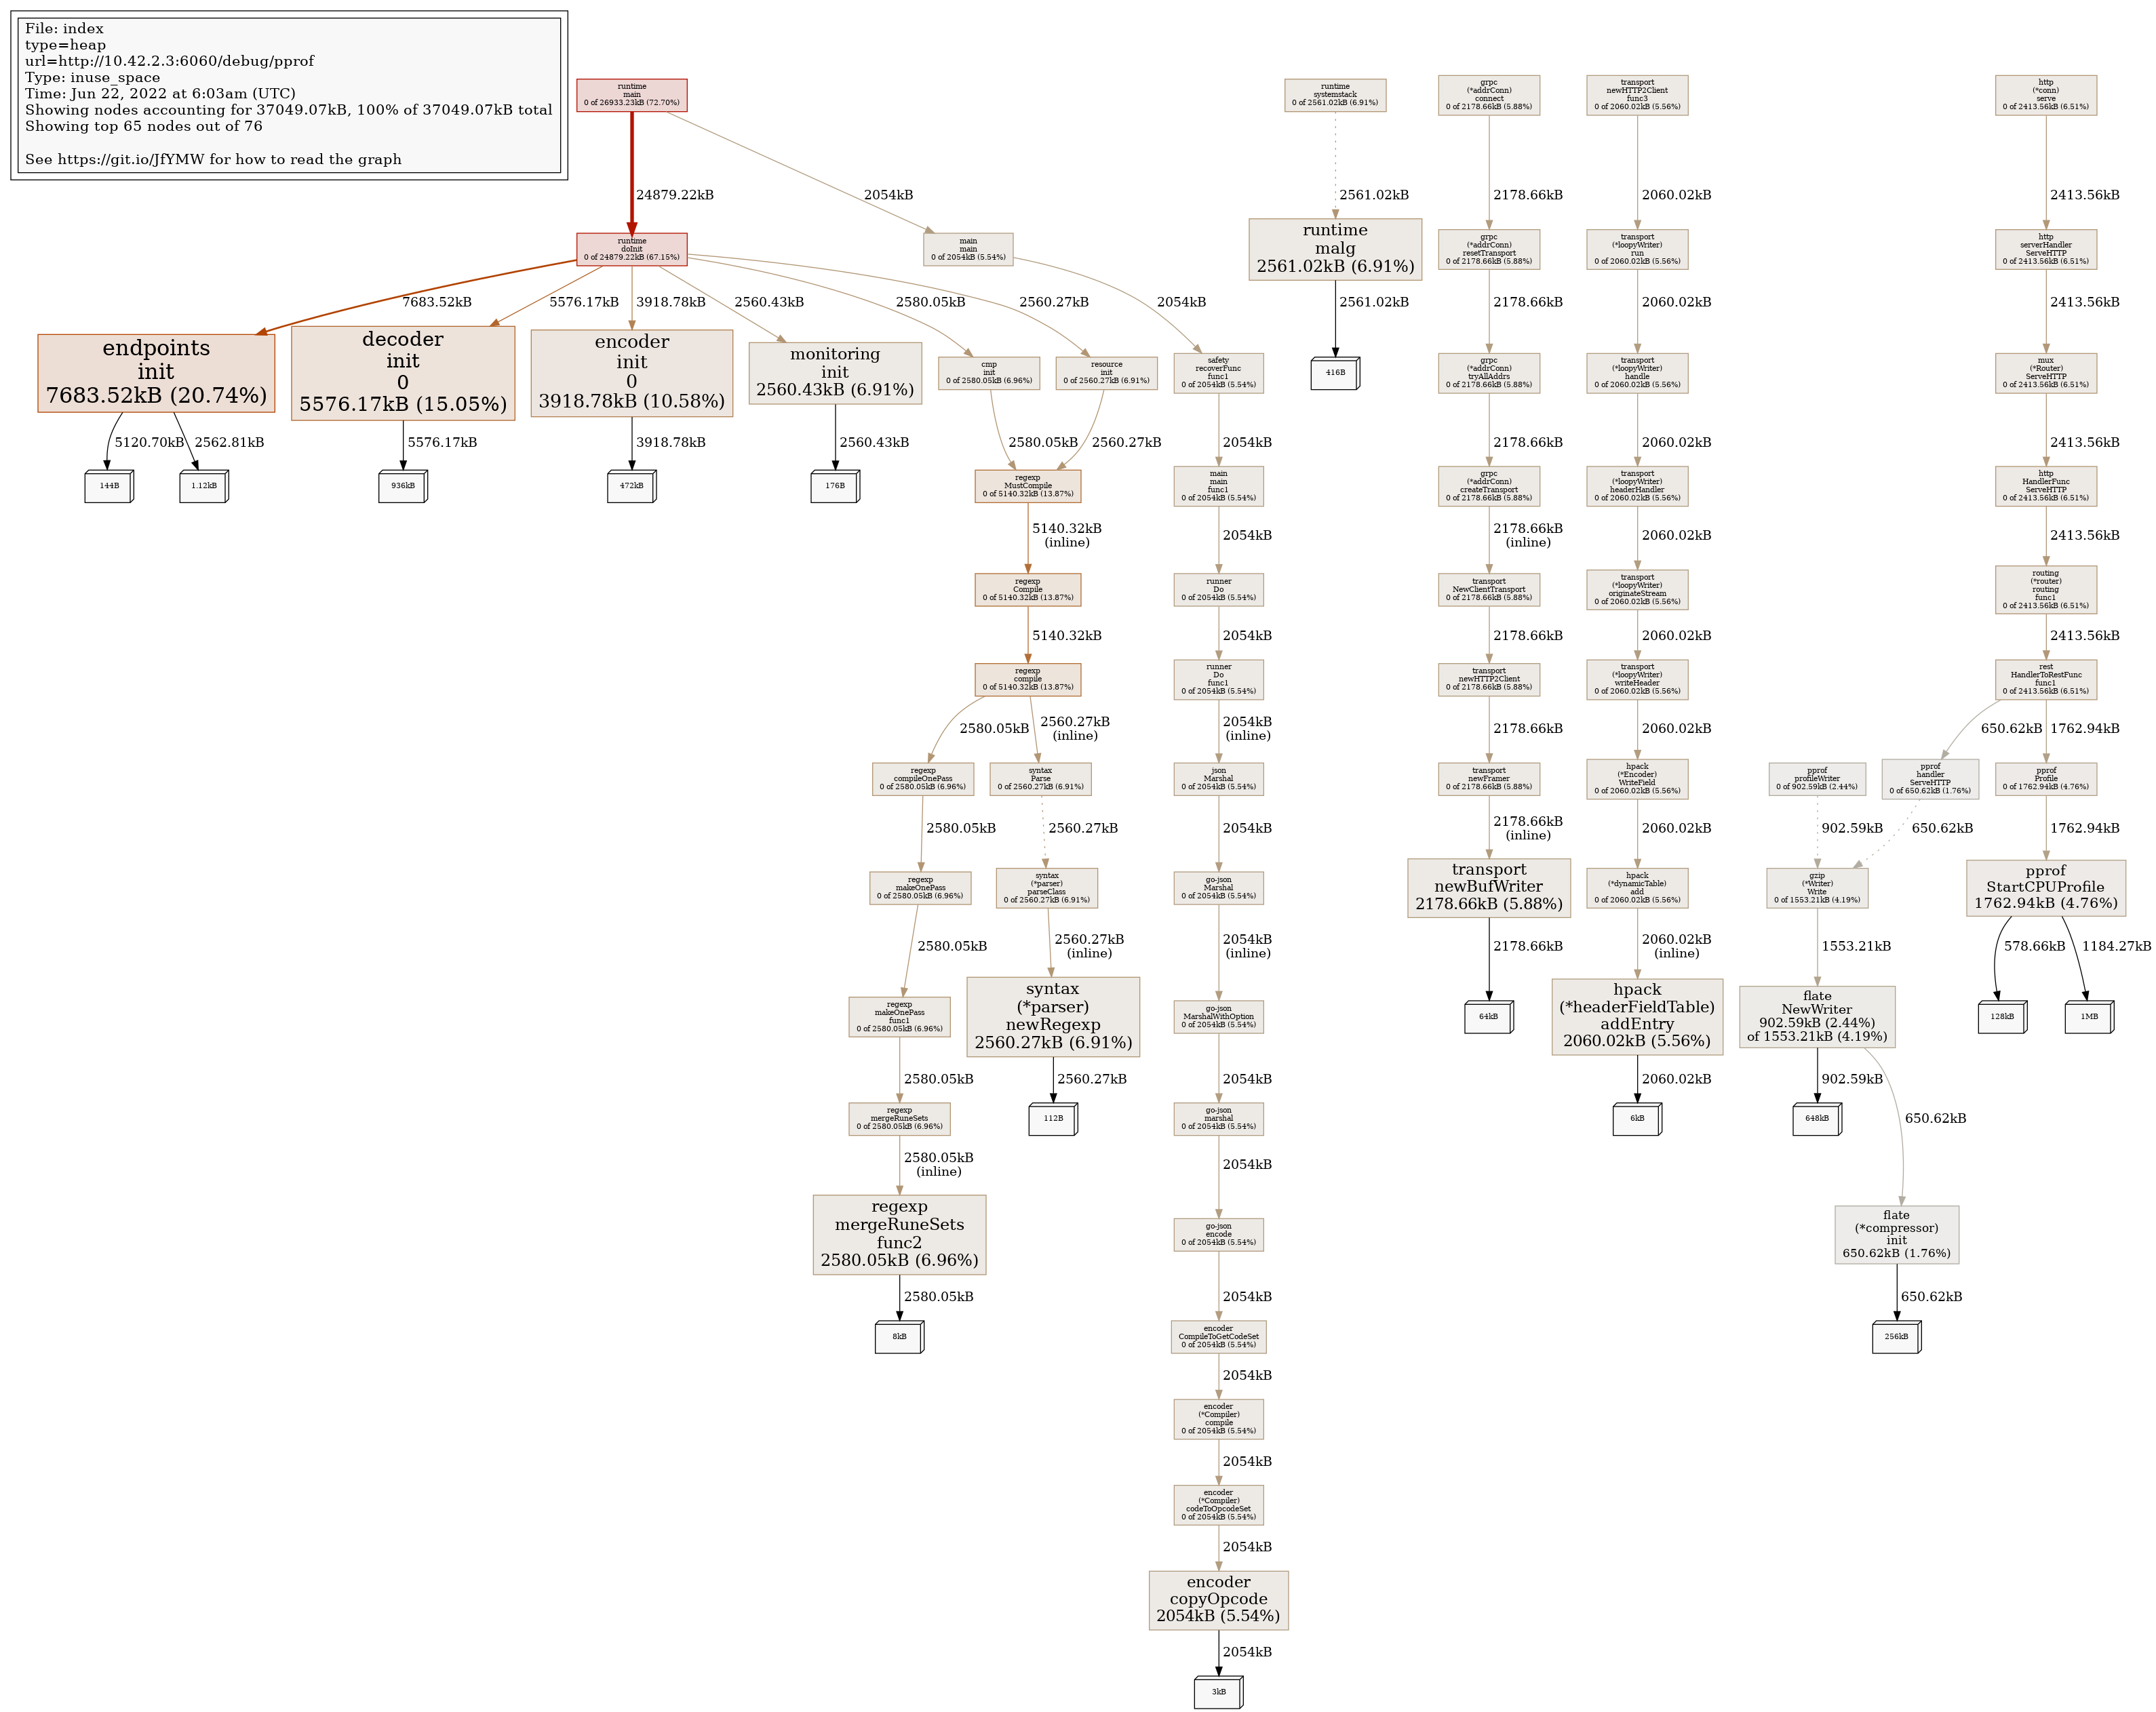 File: index
type=heap
url=http://10.42.2.3:6060/debug/pprof
Type: inuse_space
Time: Jun 22, 2022 at 6:03am (UTC)
Showing nodes accounting for 37049.07kB, 100% of 37049.07kB total
Showing top 65 nodes out of 76
See https://git.io/JfYMW for how to read the graph
runtime
main
0 of 26933.23kB (72.70%)
24879.22kB
2054kB
runtime
doInit
0 of 24879.22kB (67.15%)
main
main
0 of 2054kB (5.54%)
7683.52kB
5576.17kB
3918.78kB
2560.43kB
2580.05kB
2560.27kB
2054kB
endpoints
init
7683.52kB (20.74%)
5120.70kB
2562.81kB
144B
1.12kB
decoder
init
0
5576.17kB (15.05%)
5576.17kB
936kB
encoder
init
0
3918.78kB (10.58%)
3918.78kB
472kB
monitoring
init
2560.43kB (6.91%)
2560.43kB
176B
cmp
init
0 of 2580.05kB (6.96%)
resource
init
0 of 2560.27kB (6.91%)
2580.05kB
2560.27kB
regexp
MustCompile
0 of 5140.32kB (13.87%)
5140.32kB
(inline)
regexp
Compile
0 of 5140.32kB (13.87%)
5140.32kB
regexp
compile
0 of 5140.32kB (13.87%)
2580.05kB
2560.27kB
(inline)
regexp
compileOnePass
0 of 2580.05kB (6.96%)
2580.05kB
regexp
makeOnePass
0 of 2580.05kB (6.96%)
2580.05kB
regexp
makeOnePass
func1
0 of 2580.05kB (6.96%)
2580.05kB
regexp
mergeRuneSets
0 of 2580.05kB (6.96%)
2580.05kB
(inline)
regexp
mergeRuneSets
func2
2580.05kB (6.96%)
2580.05kB
8kB
syntax
Parse
0 of 2560.27kB (6.91%)
2560.27kB
syntax
(*parser)
parseClass
0 of 2560.27kB (6.91%)
2560.27kB
(inline)
syntax
(*parser)
newRegexp
2560.27kB (6.91%)
2560.27kB
112B
safety
recoverFunc
func1
0 of 2054kB (5.54%)
2054kB
main
main
func1
0 of 2054kB (5.54%)
2054kB
runner
Do
0 of 2054kB (5.54%)
2054kB
runner
Do
func1
0 of 2054kB (5.54%)
2054kB
(inline)
json
Marshal
0 of 2054kB (5.54%)
2054kB
go-json
Marshal
0 of 2054kB (5.54%)
2054kB
(inline)
go-json
MarshalWithOption
0 of 2054kB (5.54%)
2054kB
go-json
marshal
0 of 2054kB (5.54%)
2054kB
go-json
encode
0 of 2054kB (5.54%)
2054kB
encoder
CompileToGetCodeSet
0 of 2054kB (5.54%)
2054kB
encoder
(*Compiler)
compile
0 of 2054kB (5.54%)
2054kB
encoder
(*Compiler)
codeToOpcodeSet
0 of 2054kB (5.54%)
2054kB
encoder
copyOpcode
2054kB (5.54%)
2054kB
3kB
runtime
systemstack
0 of 2561.02kB (6.91%)
2561.02kB
runtime
malg
2561.02kB (6.91%)
2561.02kB
416B
grpc
(*addrConn)
connect
0 of 2178.66kB (5.88%)
2178.66kB
grpc
(*addrConn)
resetTransport
0 of 2178.66kB (5.88%)
2178.66kB
grpc
(*addrConn)
tryAllAddrs
0 of 2178.66kB (5.88%)
2178.66kB
grpc
(*addrConn)
createTransport
0 of 2178.66kB (5.88%)
2178.66kB
(inline)
transport
NewClientTransport
0 of 2178.66kB (5.88%)
2178.66kB
transport
newHTTP2Client
0 of 2178.66kB (5.88%)
2178.66kB
transport
newFramer
0 of 2178.66kB (5.88%)
2178.66kB
(inline)
transport
newBufWriter
2178.66kB (5.88%)
2178.66kB
64kB
transport
newHTTP2Client
func3
0 of 2060.02kB (5.56%)
2060.02kB
transport
(*loopyWriter)
run
0 of 2060.02kB (5.56%)
2060.02kB
transport
(*loopyWriter)
handle
0 of 2060.02kB (5.56%)
2060.02kB
transport
(*loopyWriter)
headerHandler
0 of 2060.02kB (5.56%)
2060.02kB
transport
(*loopyWriter)
originateStream
0 of 2060.02kB (5.56%)
2060.02kB
transport
(*loopyWriter)
writeHeader
0 of 2060.02kB (5.56%)
2060.02kB
hpack
(*Encoder)
WriteField
0 of 2060.02kB (5.56%)
2060.02kB
hpack
(*dynamicTable)
add
0 of 2060.02kB (5.56%)
2060.02kB
(inline)
hpack
(*headerFieldTable)
addEntry
2060.02kB (5.56%)
2060.02kB
6kB
http
(*conn)
serve
0 of 2413.56kB (6.51%)
2413.56kB
http
serverHandler
ServeHTTP
0 of 2413.56kB (6.51%)
2413.56kB
mux
(*Router)
ServeHTTP
0 of 2413.56kB (6.51%)
2413.56kB
http
HandlerFunc
ServeHTTP
0 of 2413.56kB (6.51%)
2413.56kB
routing
(*router)
routing
func1
0 of 2413.56kB (6.51%)
2413.56kB
rest
HandlerToRestFunc
func1
0 of 2413.56kB (6.51%)
650.62kB
1762.94kB
pprof
profileWriter
0 of 902.59kB (2.44%)
pprof
handler
ServeHTTP
0 of 650.62kB (1.76%)
pprof
Profile
0 of 1762.94kB (4.76%)
902.59kB
650.62kB
1762.94kB
gzip
(*Writer)
Write
0 of 1553.21kB (4.19%)
1553.21kB
flate
NewWriter
902.59kB (2.44%)
of 1553.21kB (4.19%)
902.59kB
650.62kB
648kB
flate
(*compressor)
init
650.62kB (1.76%)
650.62kB
256kB
pprof
StartCPUProfile
1762.94kB (4.76%)
578.66kB
1184.27kB
128kB
1MB